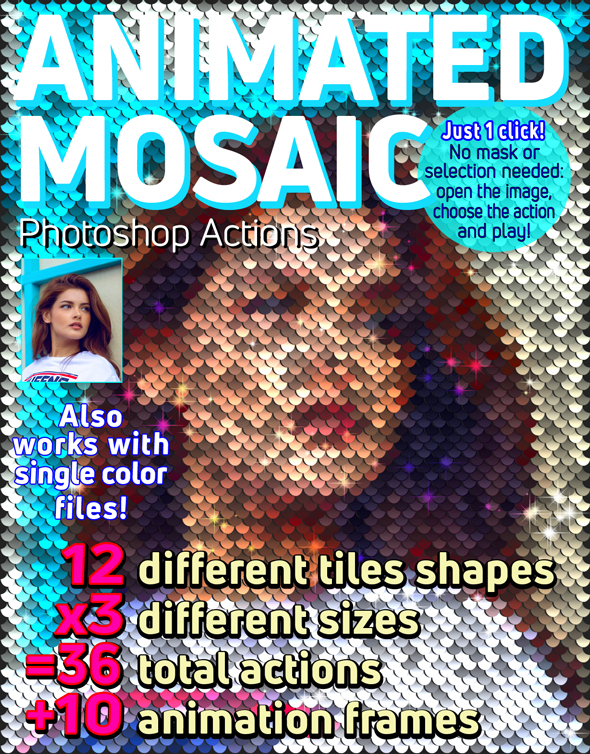 ANIMATED
MOSAIC
Just 1 click!
No mask or
selection needed:
open the image,
choose the action
and play!
Photoshop Actions
Also
works with
single color
files!
12 different tiles shapes
x3 different sizes
=36 total actions
+10 animation frames